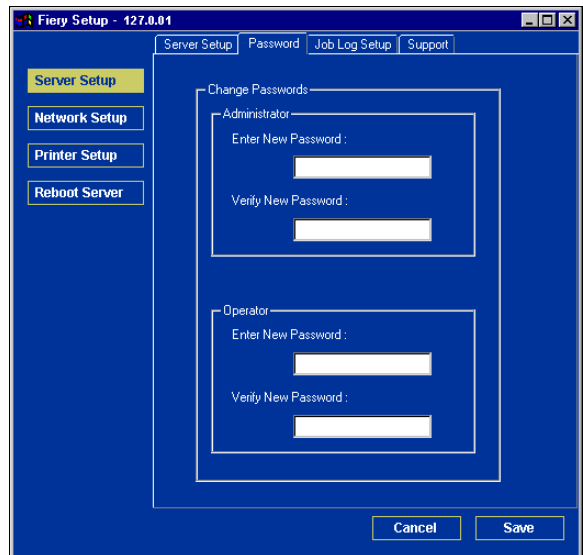 Fiery Setup - 127.0.01
Server Setup Password Job Log Setup Support
Server Setup
Network Setup
Printer Setup
Reboot Server
Change Passwords
Administrator
Enter New Password :
Verify New Password :
Operator
Enter New Password :
Verify New Password :
Cancel Save